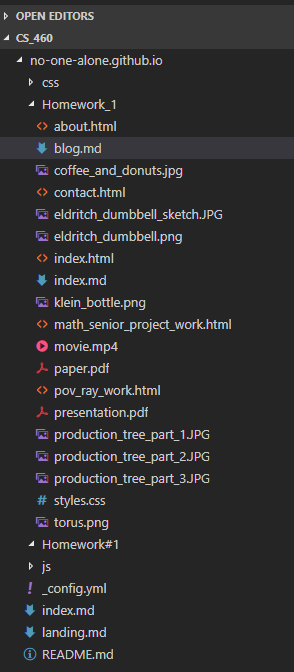 OPEN EDITORS
CS_460
no-one-alone.github.io
css
Homework_1
about.html
blog.md
coffee_and_donuts.jpg
contact.html
eldritch_dumbbell_sketch.JPG
eldritch_dumbbell.png
index.html
index.md
klein_bottle.png
math_senior_project_work.html
movie.mp4
paper.pdf
pov_ray_work.html
presentation.pdf
production_tree_part_1.JPG
production_tree_part_2.JPG
production_tree_part_3.JPG
styles.css
torus.png
Homework#1
js
_config.yml
index.md
landing.md
README.md